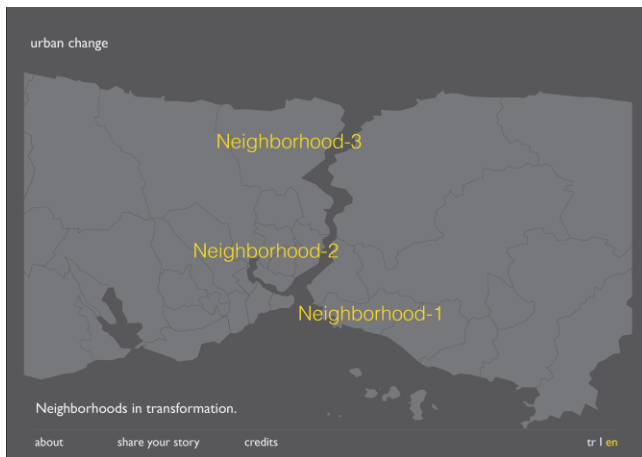 urban change
Neighborhood-3
Neighborhood-2
Neighborhood-1
Neighborhoods in transformation.
about share your story credits tr | en